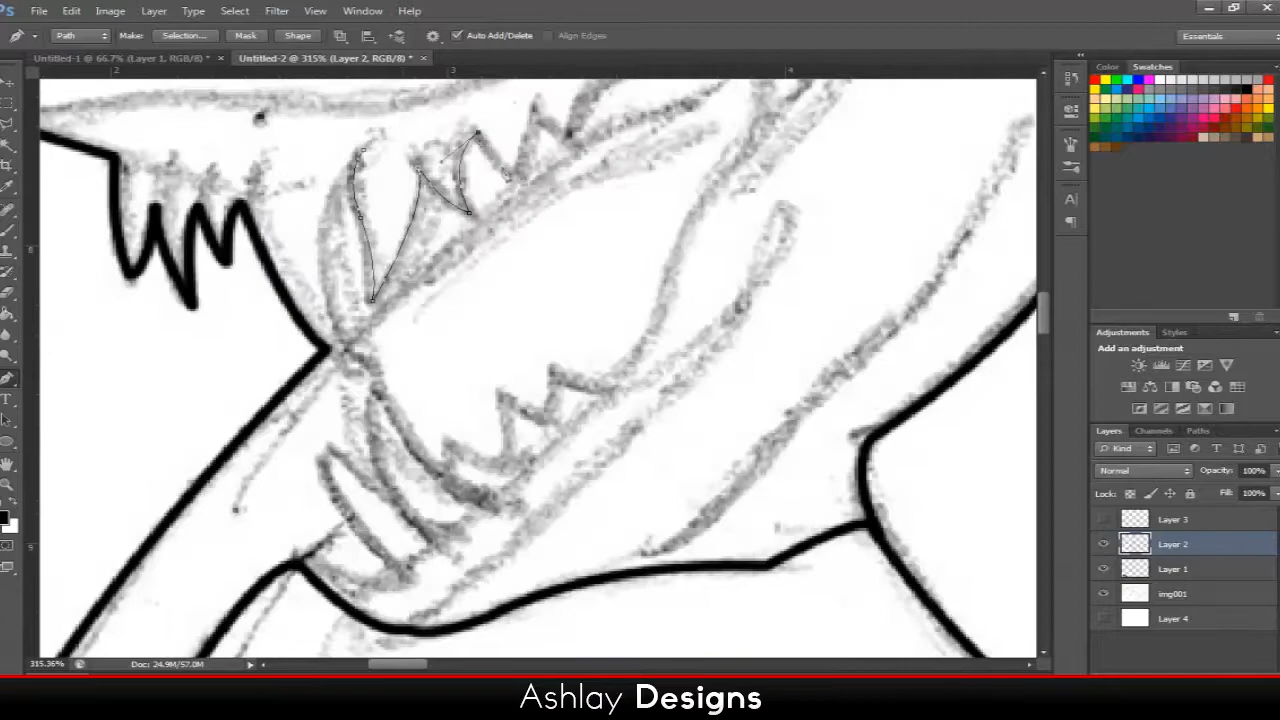 File Edit Image Layer Type Select Filter View Window Help
Path Make: Selection... Mask Shape Auto Add/Delete Align Edges Essentials
Untitled-1 @ 66.7% (Layer 1, RGB/8) * × Untitled-2 @ 315% (Layer 2, RGB/8) * ×
2 3 4
Color Swatches
Adjustments Styles
Add an adjustment
Layers Channels Paths
Kind
Normal Opacity: 100%
Lock: Fill: 100%
Layer 3
Layer 2
Layer 1
img001
Layer 4
315.36% Doc: 24.9M/57.0M
Ashlay Designs